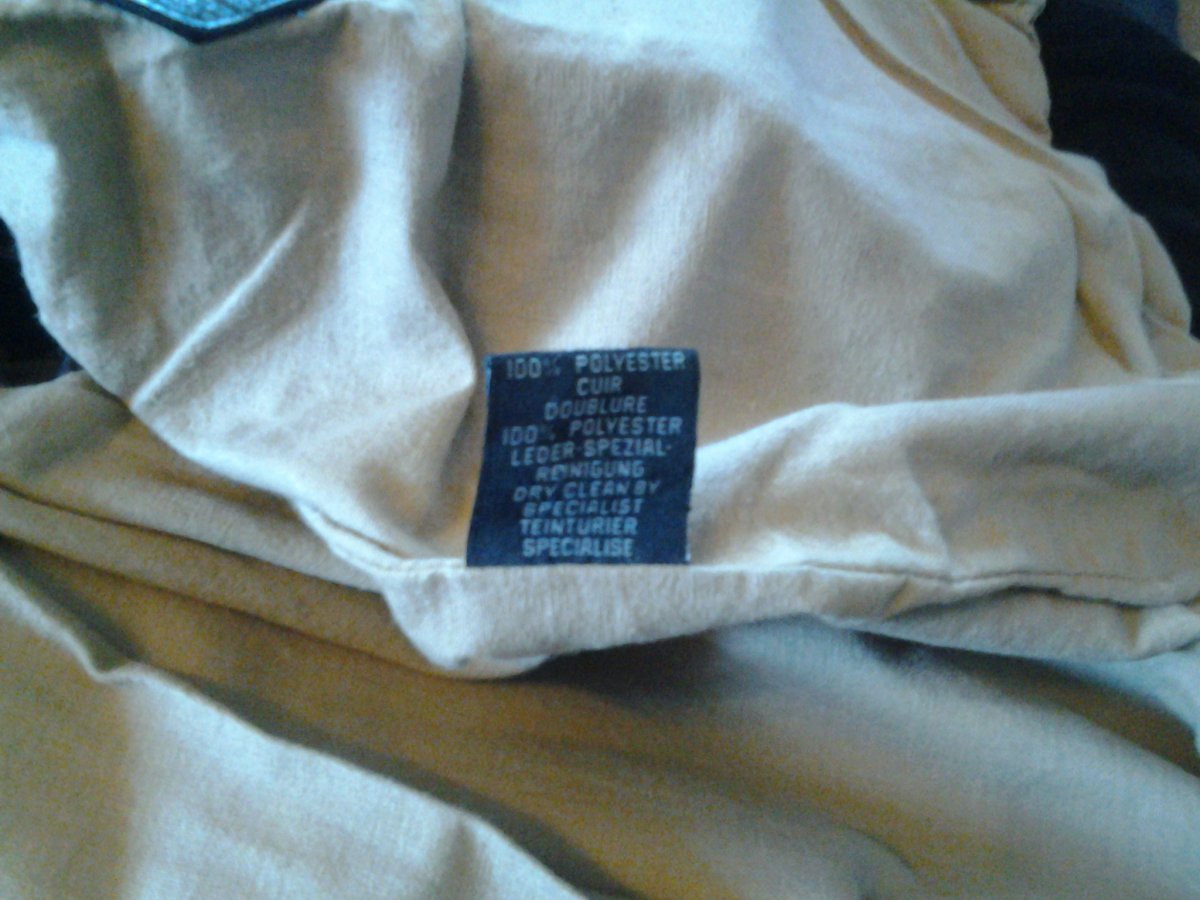 100% POLYESTER
CUIR
DOUBLURE
100% POLYESTER
LEDER-SPEZIAL-
REINIGUNG
DRY CLEAN BY
SPECIALIST
TEINTURIER
SPECIALISE